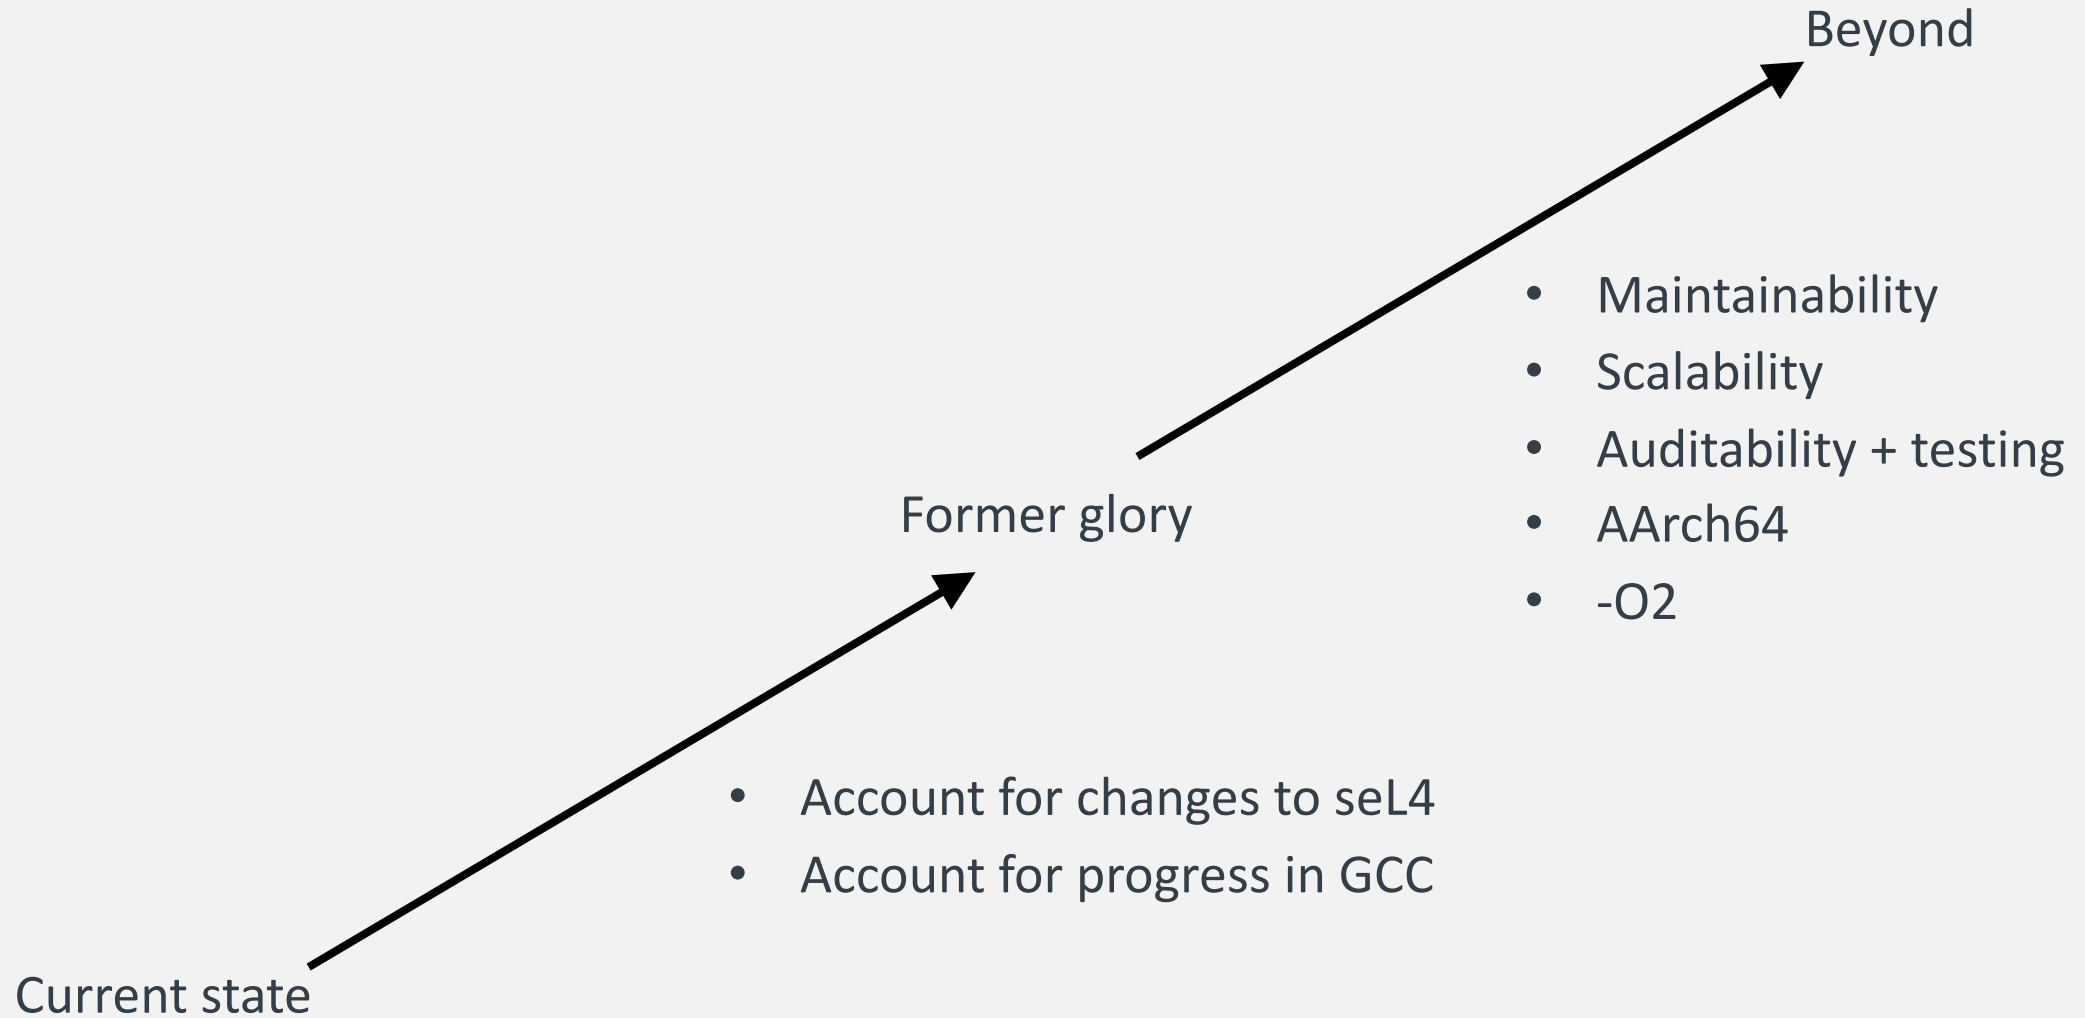 Beyond
• Maintainability
• Scalability
• Auditability + testing
• AArch64
• -O2
Former glory
• Account for changes to seL4
• Account for progress in GCC
Current state